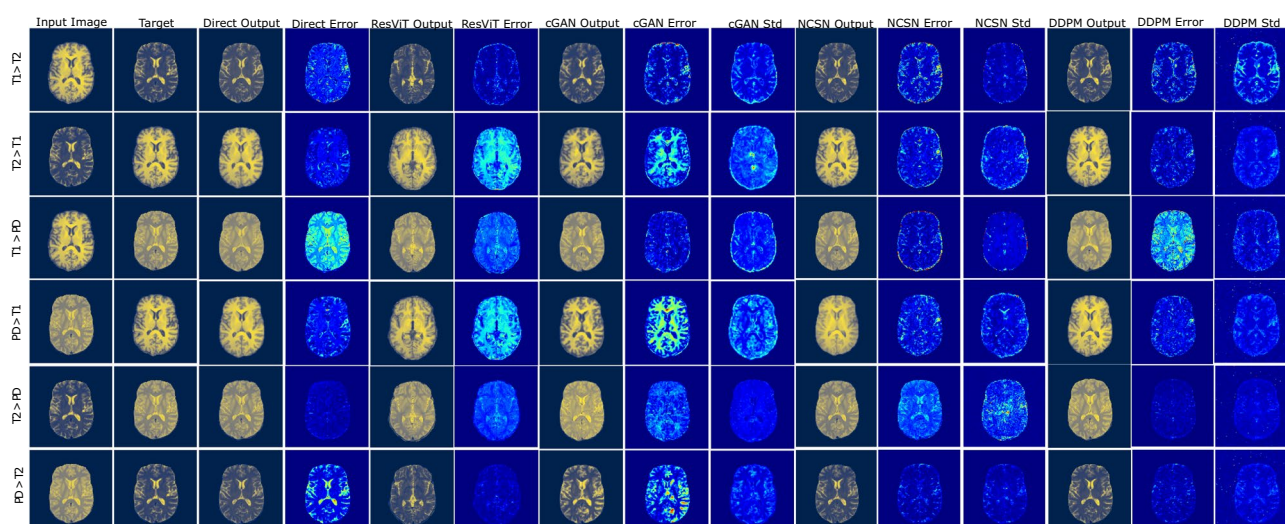 Input Image Target Direct Output Direct Error ResViT Output ResViT Error cGAN Output cGAN Error cGAN Std NCSN Output NCSN Error NCSN Std DDPM Output DDPM Error DDPM Std
T1>T2
T2>T1
T1>PD
PD>T1
T2>PD
PD>T2